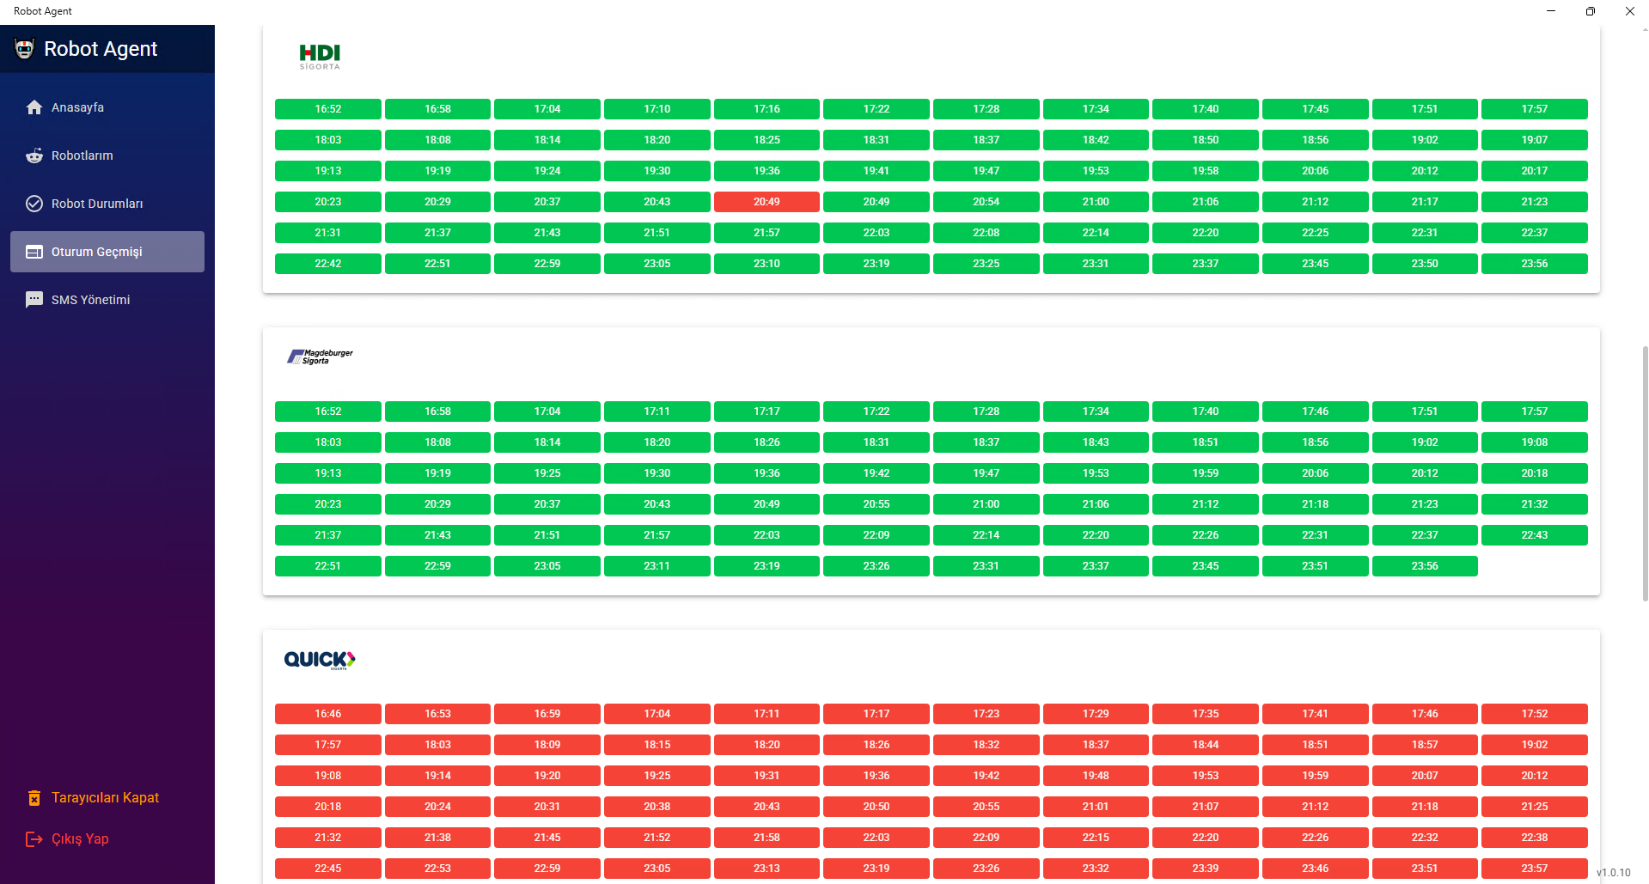 Robot Agent
Robot Agent
Anasayfa
Robotlarım
Robot Durumları
Oturum Geçmişi
SMS Yönetimi
Tarayıcıları Kapat
Çıkış Yap
HDI
SİGORTA
16:52 16:58 17:04 17:10 17:16 17:22 17:28 17:34 17:40 17:45 17:51 17:57
18:03 18:08 18:14 18:20 18:25 18:31 18:37 18:42 18:50 18:56 19:02 19:07
19:13 19:19 19:24 19:30 19:36 19:41 19:47 19:53 19:58 20:06 20:12 20:17
20:23 20:29 20:37 20:43 20:49 20:49 20:54 21:00 21:06 21:12 21:17 21:23
21:31 21:37 21:43 21:51 21:57 22:03 22:08 22:14 22:20 22:25 22:31 22:37
22:42 22:51 22:59 23:05 23:10 23:19 23:25 23:31 23:37 23:45 23:50 23:56
Magdeburger
Sigorta
16:52 16:58 17:04 17:11 17:17 17:22 17:28 17:34 17:40 17:46 17:51 17:57
18:03 18:08 18:14 18:20 18:26 18:31 18:37 18:43 18:51 18:56 19:02 19:08
19:13 19:19 19:25 19:30 19:36 19:42 19:47 19:53 19:59 20:06 20:12 20:18
20:23 20:29 20:37 20:43 20:49 20:55 21:00 21:06 21:12 21:18 21:23 21:32
21:37 21:43 21:51 21:57 22:03 22:09 22:14 22:20 22:26 22:31 22:37 22:43
22:51 22:59 23:05 23:11 23:19 23:26 23:31 23:37 23:45 23:51 23:56
QUICK
16:46 16:53 16:59 17:04 17:11 17:17 17:23 17:29 17:35 17:41 17:46 17:52
17:57 18:03 18:09 18:15 18:20 18:26 18:32 18:37 18:44 18:51 18:57 19:02
19:08 19:14 19:20 19:25 19:31 19:36 19:42 19:48 19:53 19:59 20:07 20:12
20:18 20:24 20:31 20:38 20:43 20:50 20:55 21:01 21:07 21:12 21:18 21:25
21:32 21:38 21:45 21:52 21:58 22:03 22:09 22:15 22:20 22:26 22:32 22:38
22:45 22:53 22:59 23:05 23:13 23:19 23:26 23:32 23:39 23:46 23:51 23:57
v1.0.10